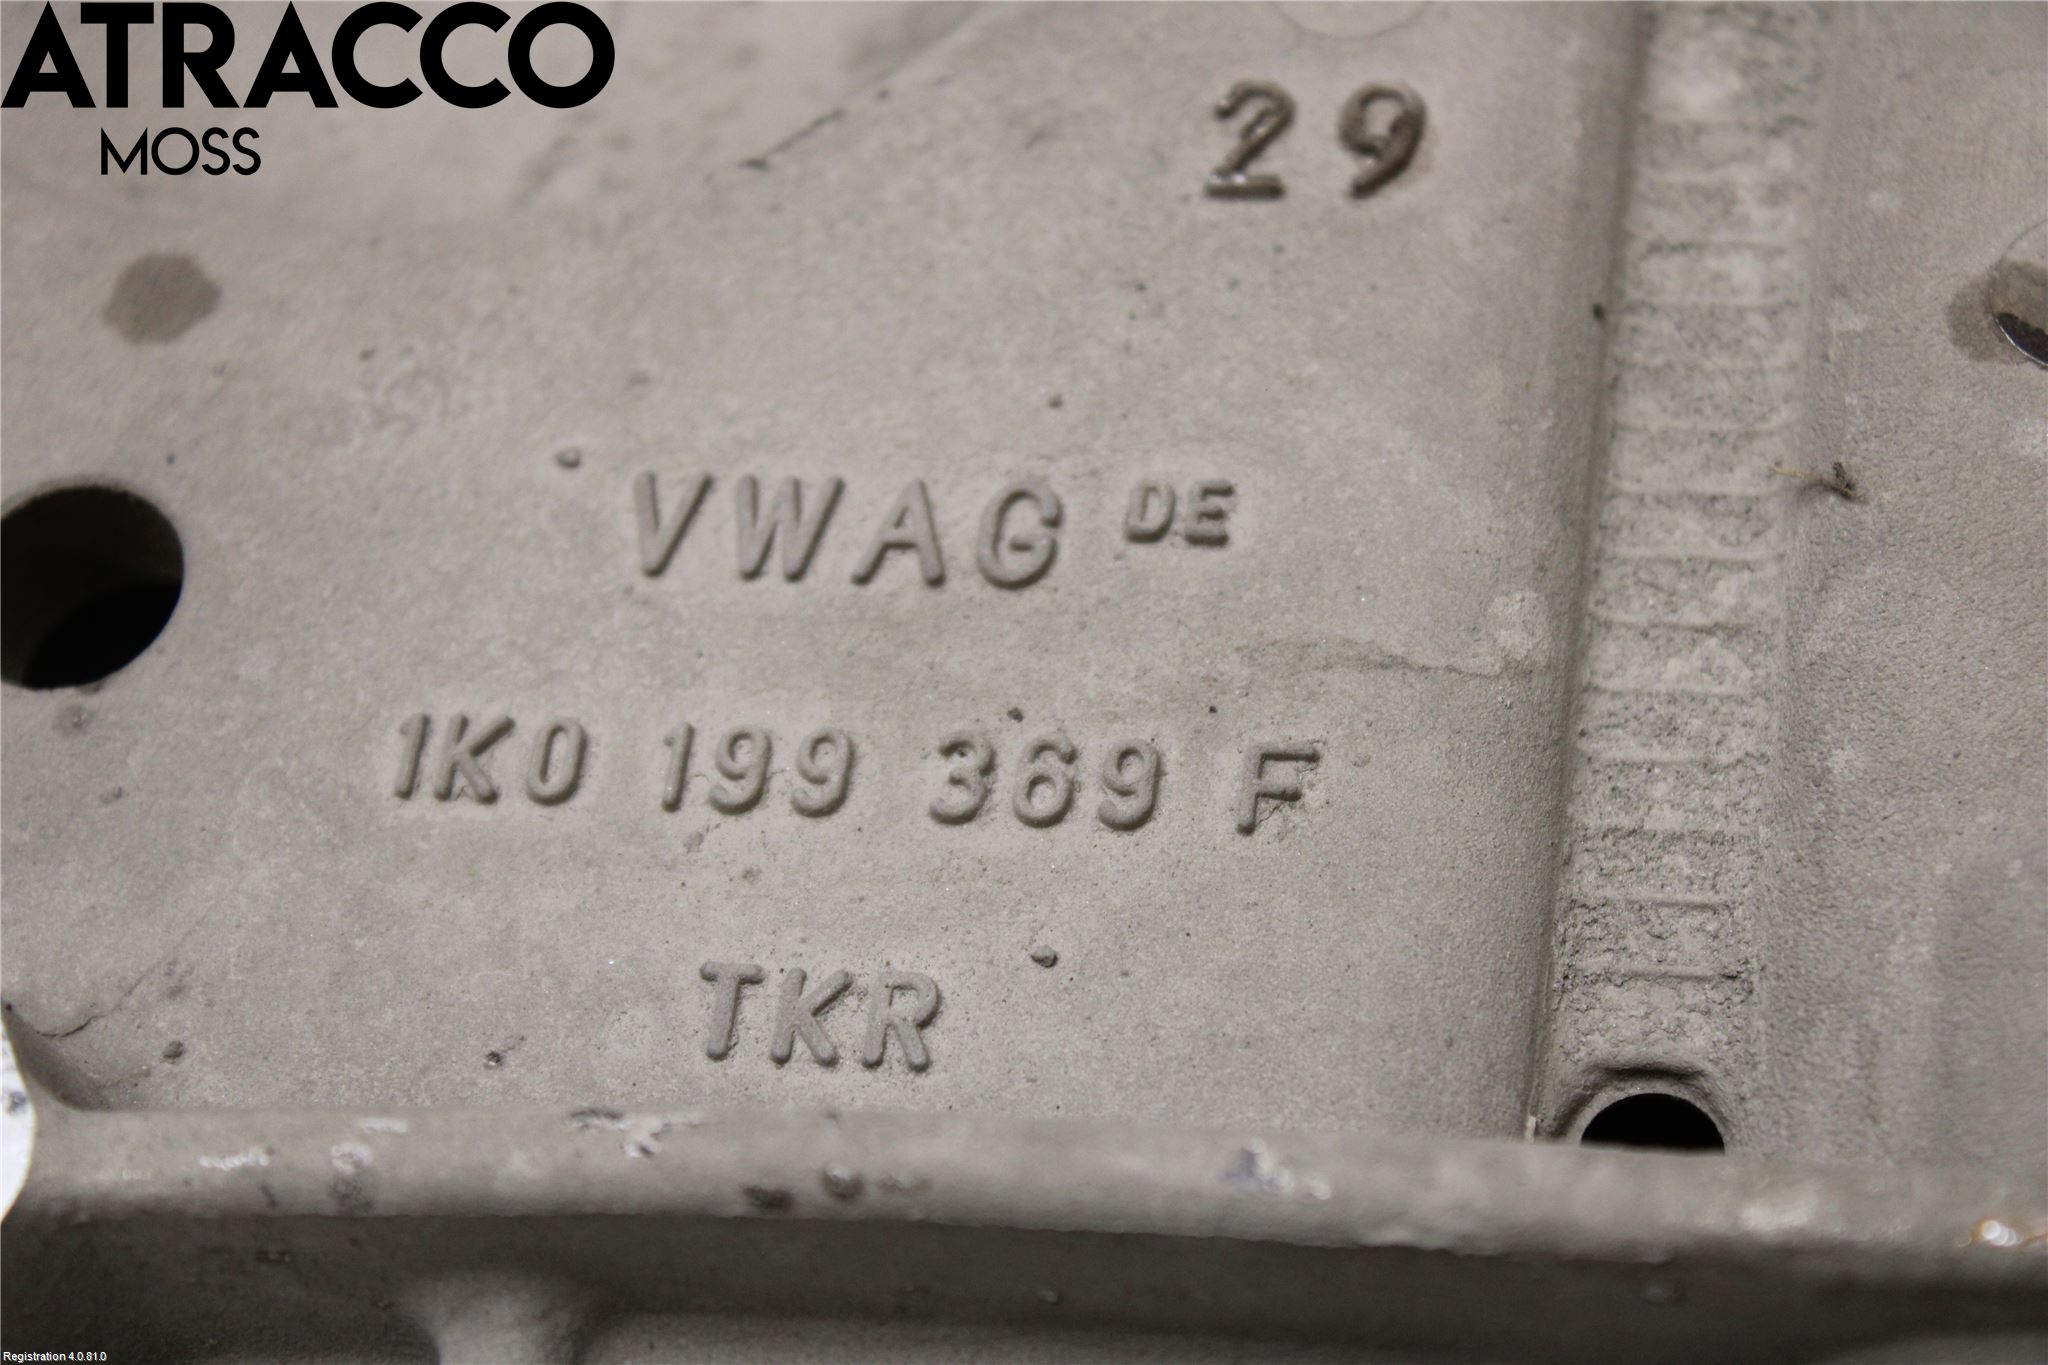 ATRACCO
MOSS
29
VWAG DE
1K0 199 369 F
TKR
Registration 4.0.81.0